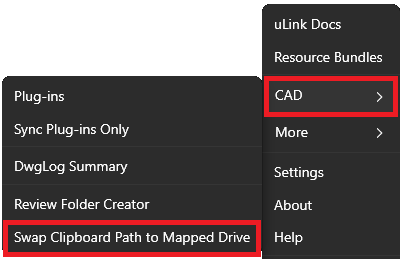 uLink Docs
Resource Bundles
CAD
More
Settings
About
Help
Plug-ins
Sync Plug-ins Only
DwgLog Summary
Review Folder Creator
Swap Clipboard Path to Mapped Drive